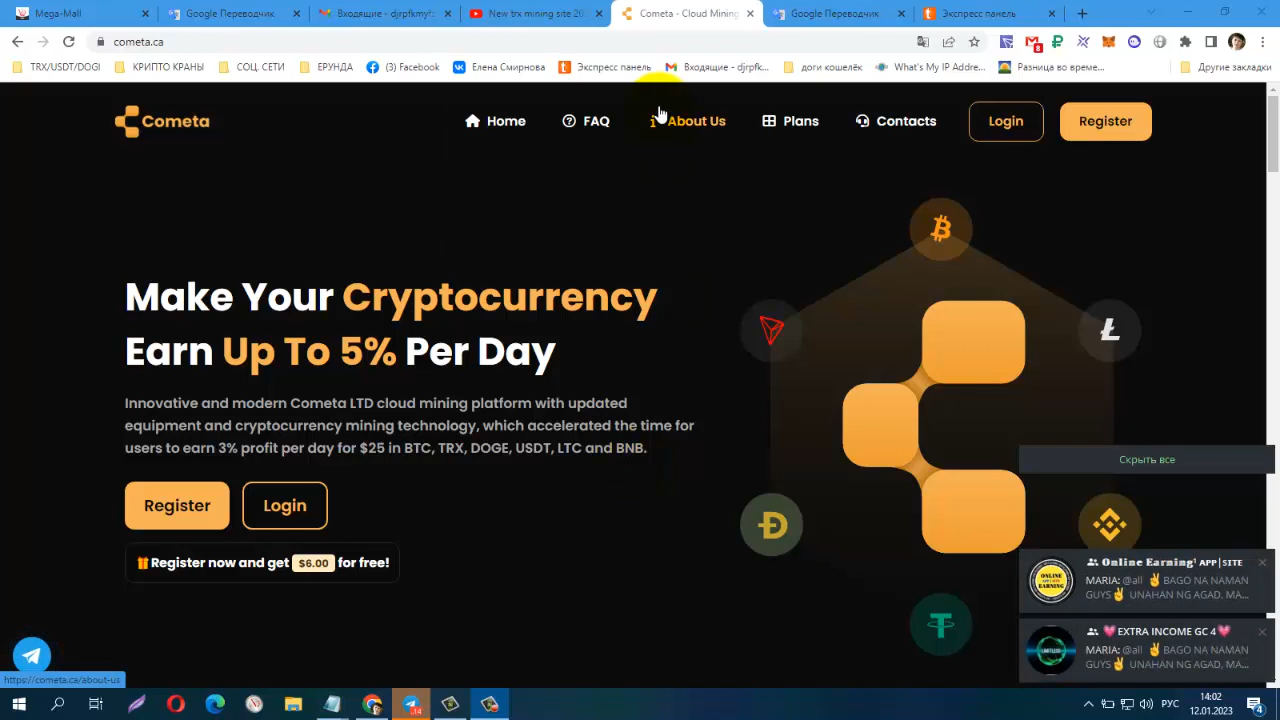 Mega-Mall
Google Переводчик
Входящие - djrpfkmyf:
New trx mining site 202
Cometa - Cloud Mining
Google Переводчик
Экспресс панель
cometa.ca
8
TRX/USDT/DOGI
КРИПТО КРАНЫ
СОЦ. СЕТИ
ЕРУНДА
(3) Facebook
Елена Смирнова
Экспресс панель
Входящие - djrpfk...
доги кошелёк
What's My IP Addre...
Разница во време...
Другие закладки
Cometa
Home
FAQ
About Us
Plans
Contacts
Login
Register
Make Your Cryptocurrency
Earn Up To 5% Per Day
Innovative and modern Cometa LTD cloud mining platform with updated
equipment and cryptocurrency mining technology, which accelerated the time for
users to earn 3% profit per day for $25 in BTC, TRX, DOGE, USDT, LTC and BNB.
Register
Login
Register now and get $6.00 for free!
Скрыть все
Online Earning¹ ᴀᴘᴘ|ꜱɪᴛᴇ
MARIA: @all ✌ BAGO NA NAMAN
GUYS✌ UNAHAN NG AGAD, MA...
💗EXTRA INCOME GC 4💗
MARIA: @all ✌ BAGO NA NAMAN
GUYS✌ UNAHAN NG AGAD, MA...
https://cometa.ca/about-us
14
РУС
14:02
12.01.2023
4